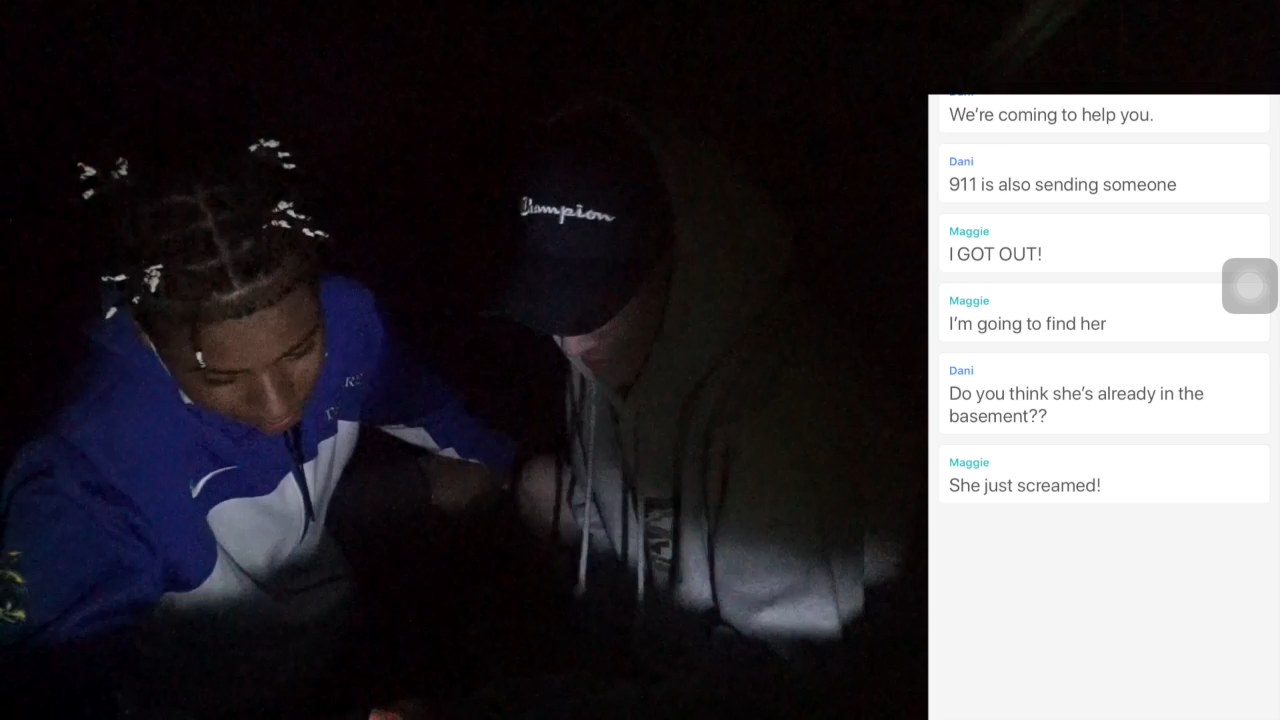 Champion
We're coming to help you.
Dani
911 is also sending someone
Maggie
I GOT OUT!
Maggie
I'm going to find her
Dani
Do you think she's already in the
basement??
Maggie
She just screamed!